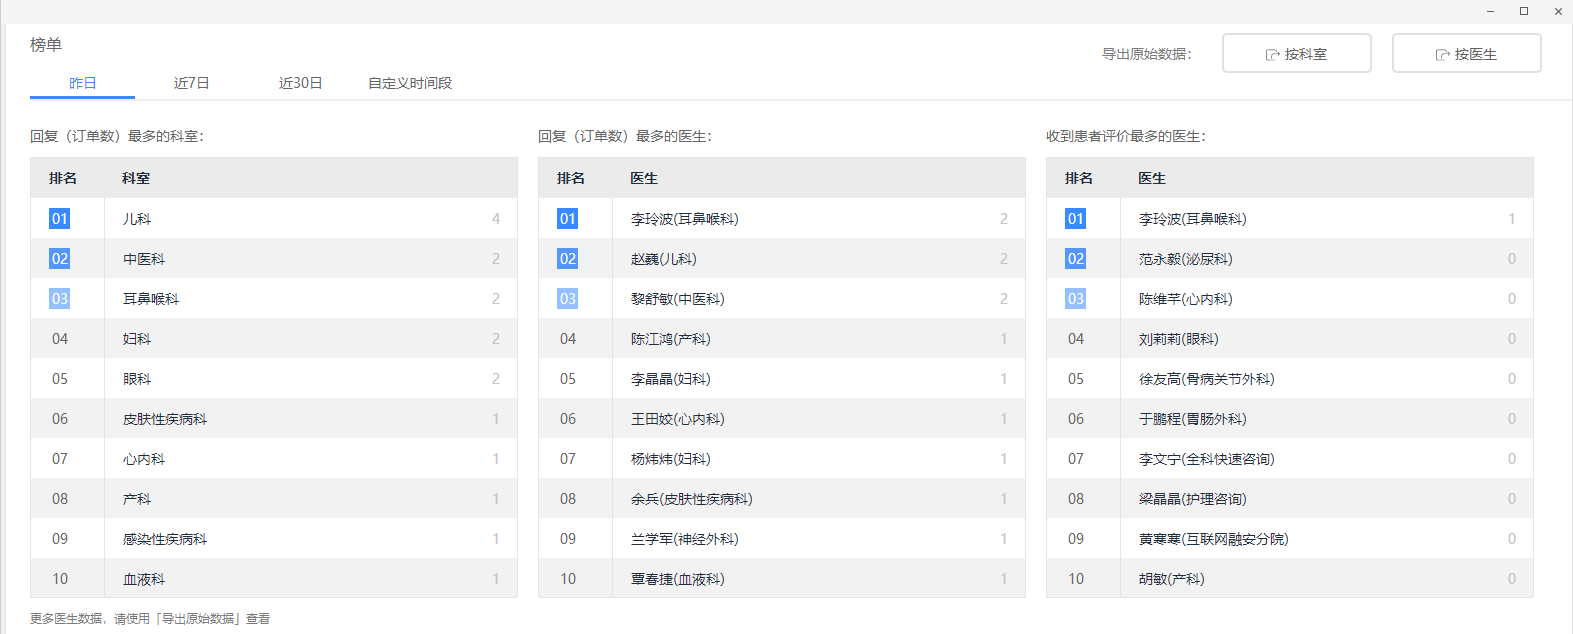 榜单
导出原始数据： 按科室 按医生
昨日 近7日 近30日 自定义时间段
回复（订单数）最多的科室：
排名 科室
01 儿科 4
02 中医科 2
03 耳鼻喉科 2
04 妇科 2
05 眼科 2
06 皮肤性疾病科 1
07 心内科 1
08 产科 1
09 感染性疾病科 1
10 血液科 1
回复（订单数）最多的医生：
排名 医生
01 李玲波(耳鼻喉科) 2
02 赵巍(儿科) 2
03 黎舒敏(中医科) 2
04 陈江鸿(产科) 1
05 李晶晶(妇科) 1
06 王田姣(心内科) 1
07 杨炜炜(妇科) 1
08 余兵(皮肤性疾病科) 1
09 兰学军(神经外科) 1
10 覃春捷(血液科) 1
收到患者评价最多的医生：
排名 医生
01 李玲波(耳鼻喉科) 1
02 范永毅(泌尿科) 0
03 陈维芊(心内科) 0
04 刘莉莉(眼科) 0
05 徐友高(骨病关节外科) 0
06 于鹏程(胃肠外科) 0
07 李文宁(全科快速咨询) 0
08 梁晶晶(护理咨询) 0
09 黄寒寒(互联网融安分院) 0
10 胡敏(产科) 0
更多医生数据，请使用「导出原始数据」查看